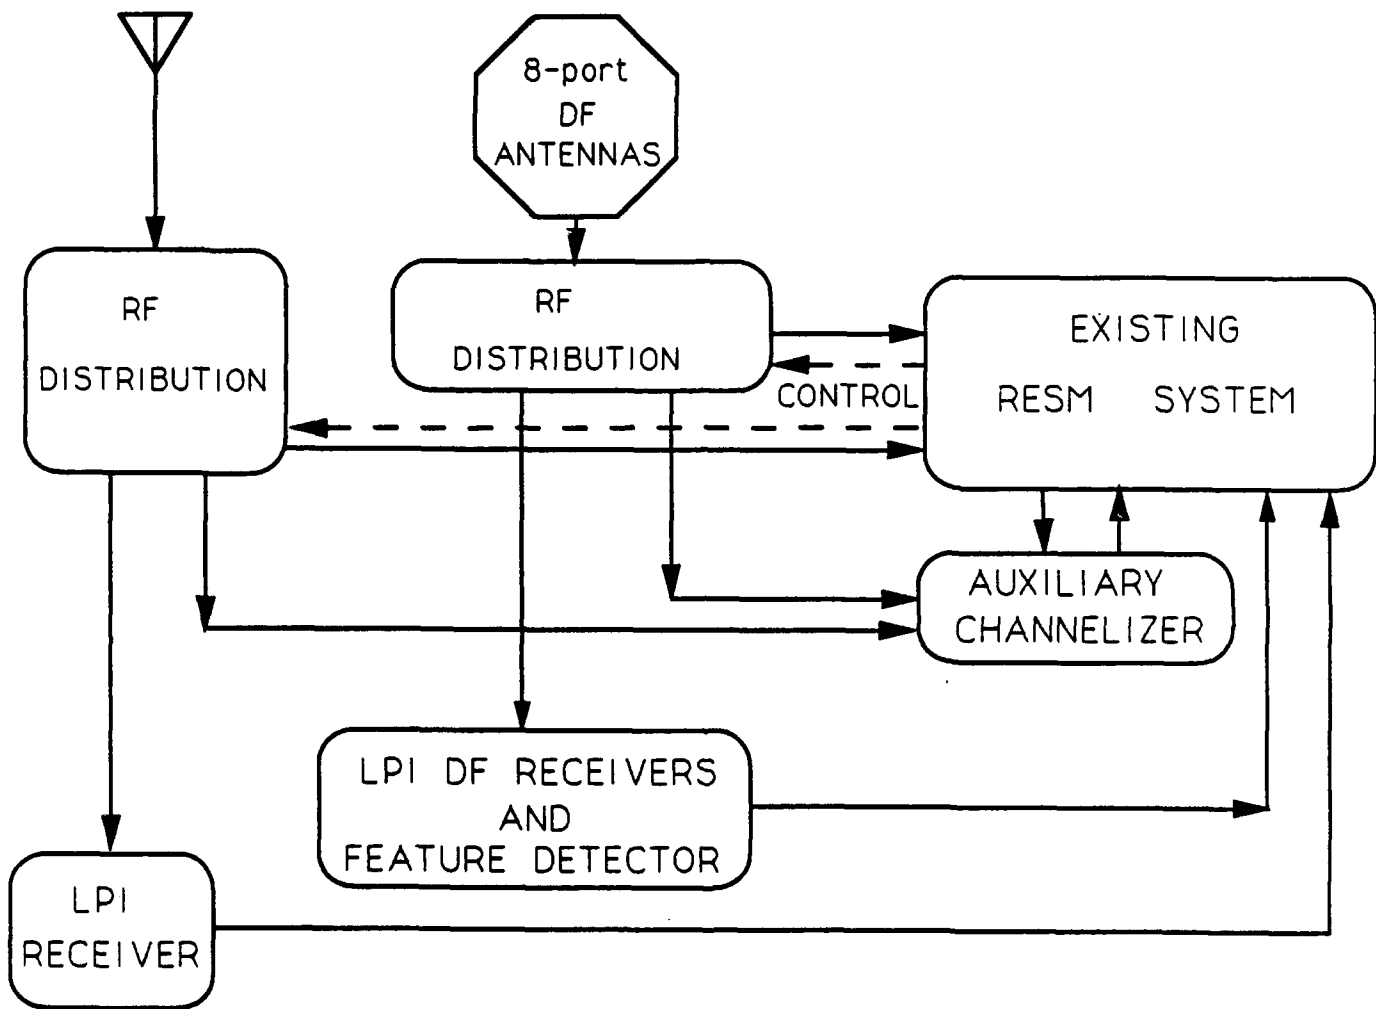 8-port
DF
ANTENNAS
RF
DISTRIBUTION
RF
DISTRIBUTION
EXISTING
RESM SYSTEM
CONTROL
AUXILIARY
CHANNELIZER
LPI DF RECEIVERS
AND
FEATURE DETECTOR
LPI
RECEIVER